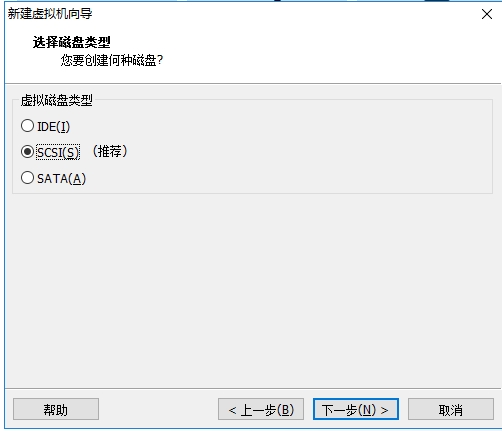 新建虚拟机向导
选择磁盘类型
您要创建何种磁盘?
虚拟磁盘类型
IDE(I)
SCSI(S) （推荐）
SATA(A)
帮助 < 上一步(B) 下一步(N) > 取消